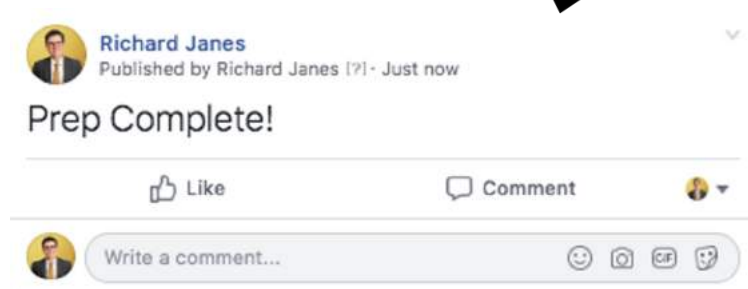 Richard Janes
Published by Richard Janes [?] · Just now
Prep Complete!
Like Comment
Write a comment... GIF